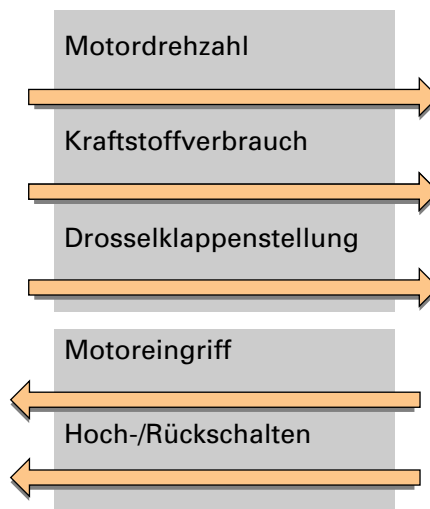 Motordrehzahl
Kraftstoffverbrauch
Drosselklappenstellung
Motoreingriff
Hoch-/Rückschalten